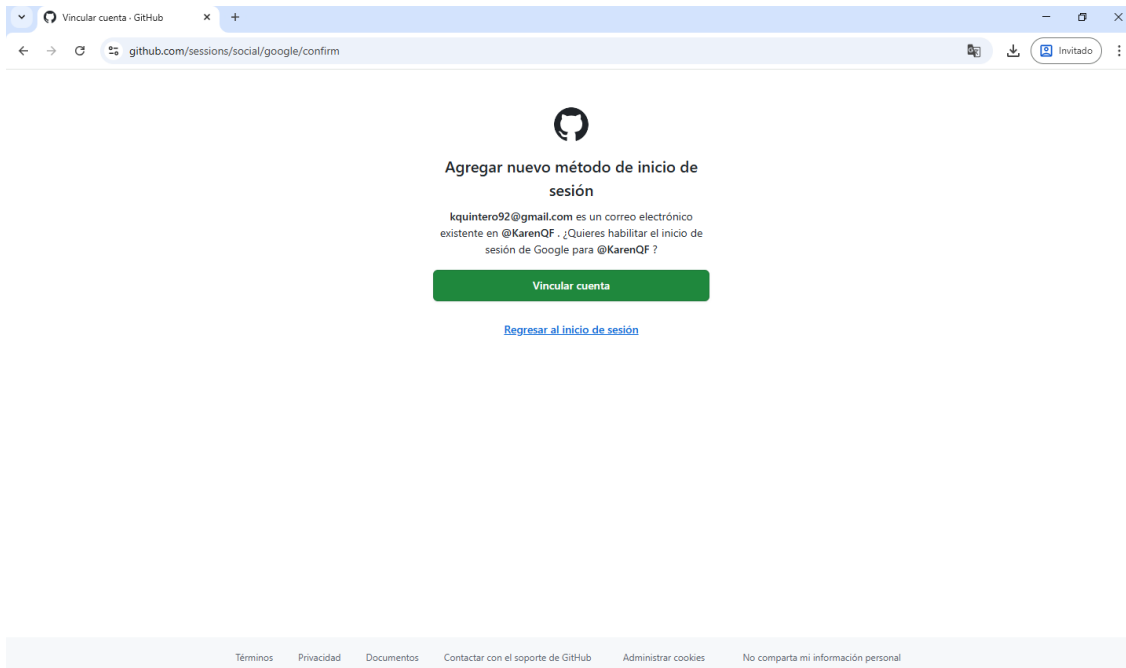 Vincular cuenta · GitHub
github.com/sessions/social/google/confirm
Invitado
Agregar nuevo método de inicio de
sesión
kquintero92@gmail.com es un correo electrónico
existente en @KarenQF . ¿Quieres habilitar el inicio de
sesión de Google para @KarenQF ?
Vincular cuenta
Regresar al inicio de sesión
Términos Privacidad Documentos Contactar con el soporte de GitHub Administrar cookies No comparta mi información personal